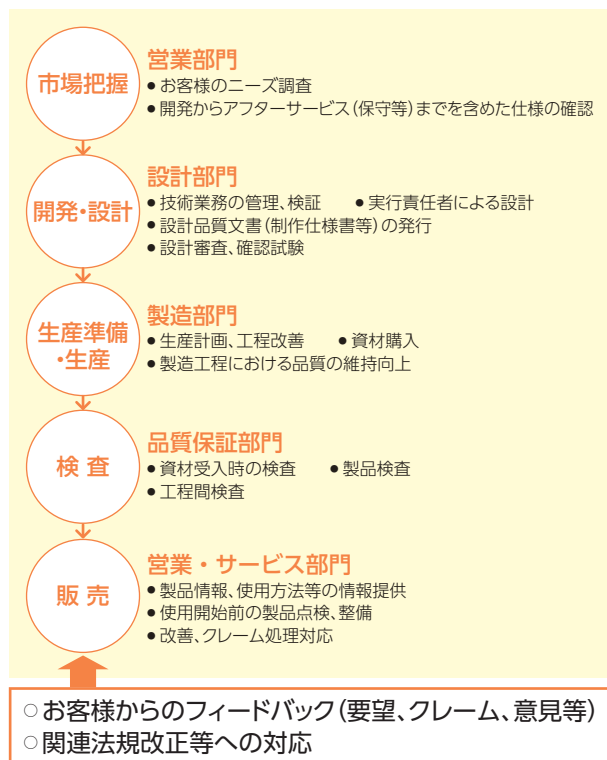 市場把握
営業部門
● お客様のニーズ調査
● 開発からアフターサービス(保守等)までを含めた仕様の確認
開発・設計
設計部門
● 技術業務の管理、検証 ● 実行責任者による設計
● 設計品質文書(制作仕様書等)の発行
● 設計審査、確認試験
生産準備
・生産
製造部門
● 生産計画、工程改善 ● 資材購入
● 製造工程における品質の維持向上
検 査
品質保証部門
● 資材受入時の検査 ● 製品検査
● 工程間検査
販 売
営業・サービス部門
● 製品情報、使用方法等の情報提供
● 使用開始前の製品点検、整備
● 改善、クレーム処理対応
○お客様からのフィードバック(要望、クレーム、意見等)
○関連法規改正等への対応